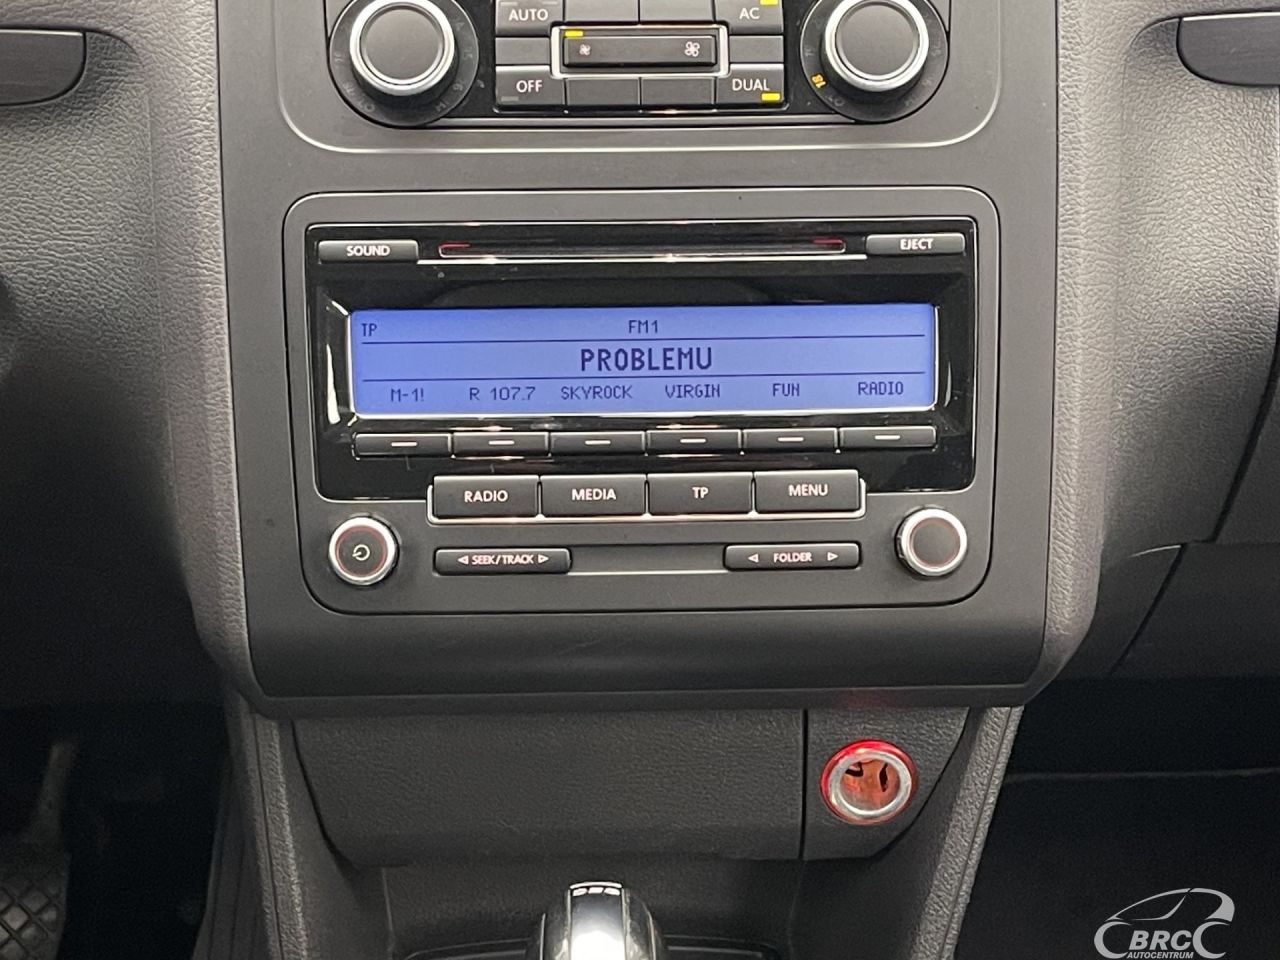 AUTO
AC
OFF
DUAL
18
SOUND
EJECT
TP
FM1
PROBLEMU
M-1! R 107.7 SKYROCK VIRGIN FUN RADIO
RADIO MEDIA TP MENU
SEEK/TRACK
FOLDER
BRC
AUTOCENTRUM